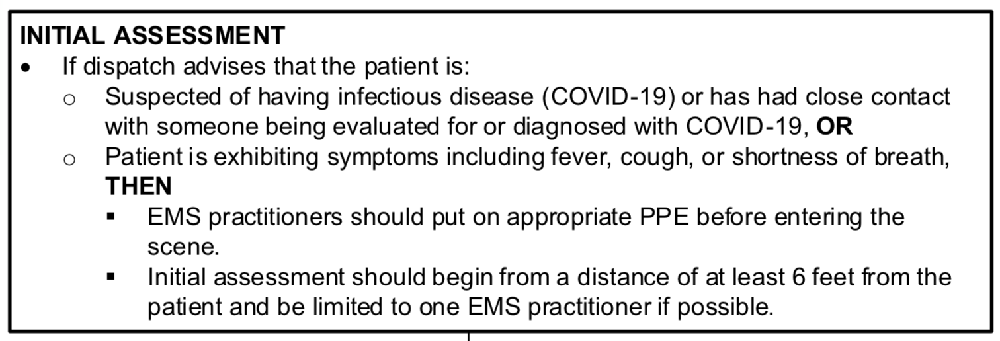 INITIAL ASSESSMENT
• If dispatch advises that the patient is:
o Suspected of having infectious disease (COVID-19) or has had close contact
with someone being evaluated for or diagnosed with COVID-19, OR
o Patient is exhibiting symptoms including fever, cough, or shortness of breath,
THEN
▪ EMS practitioners should put on appropriate PPE before entering the
scene.
▪ Initial assessment should begin from a distance of at least 6 feet from the
patient and be limited to one EMS practitioner if possible.